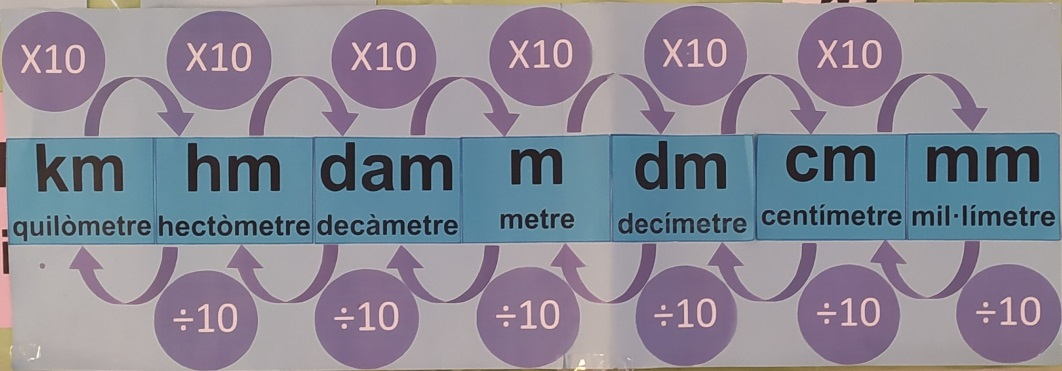 X10 X10 X10 X10 X10 X10
km hm dam m dm cm mm
quilòmetre hectòmetre decàmetre metre decímetre centímetre mil·límetre
÷10 ÷10 ÷10 ÷10 ÷10 ÷10